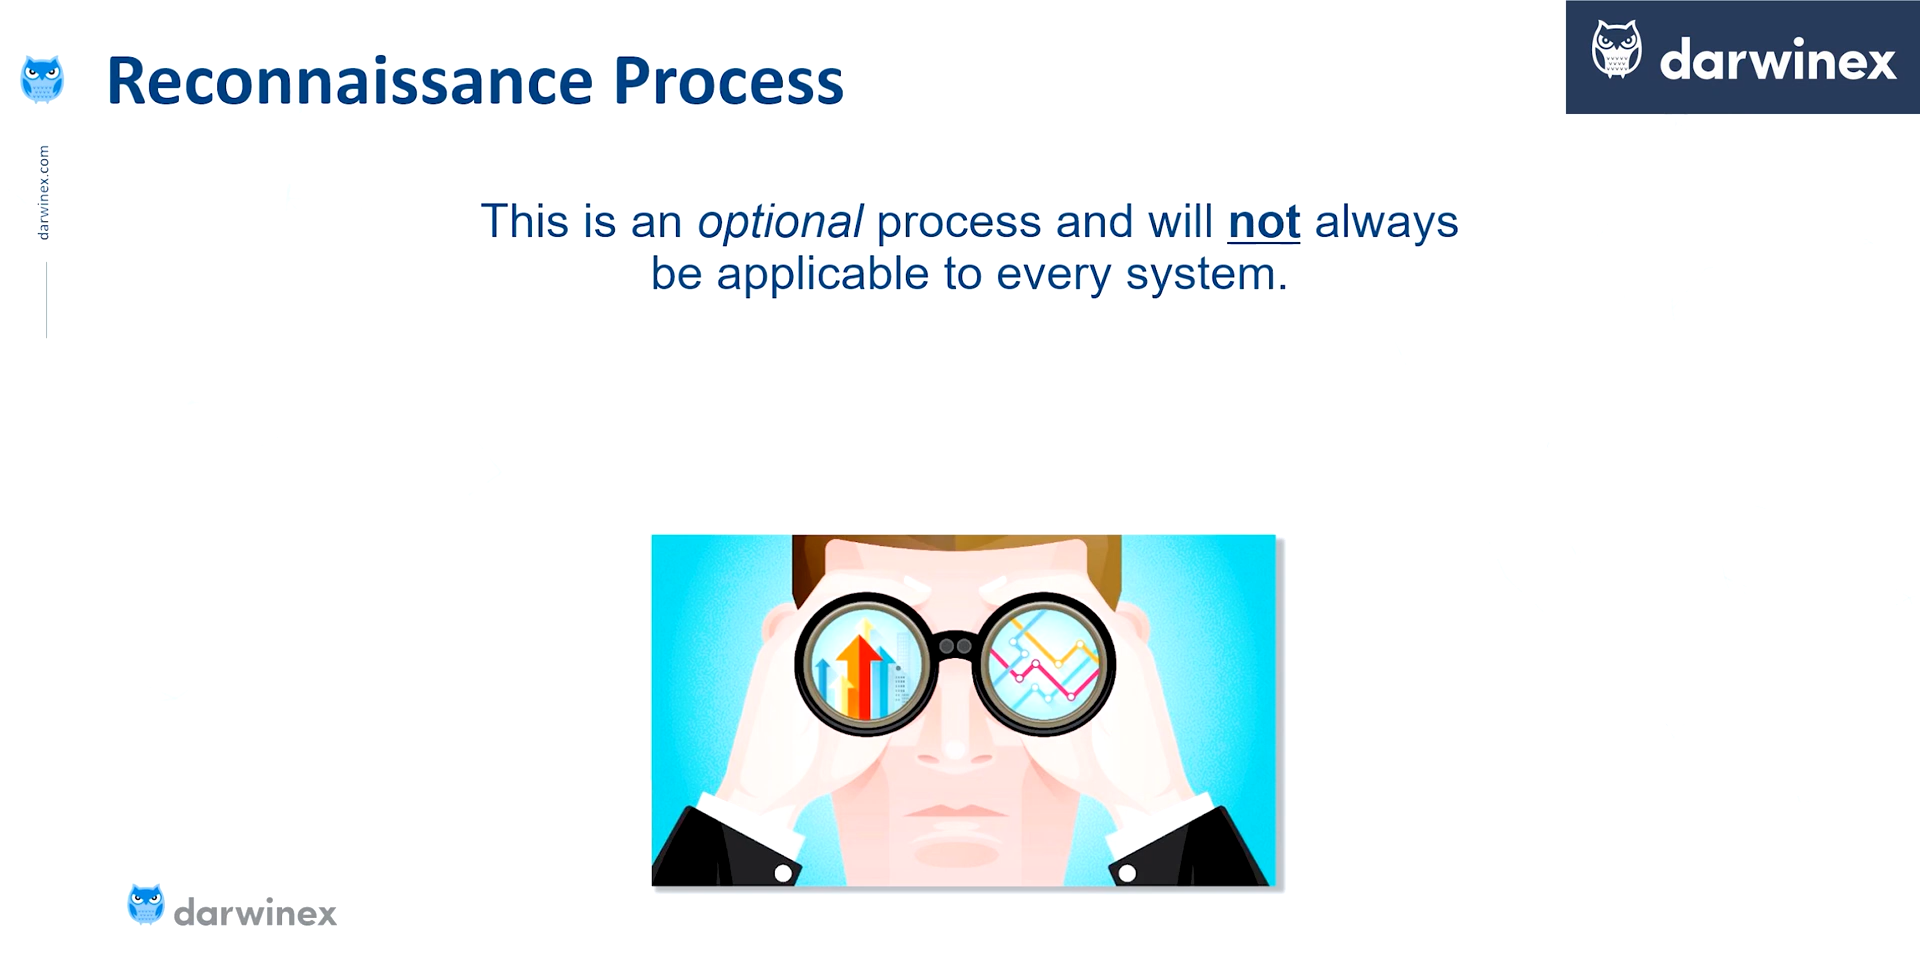 Reconnaissance Process
darwinex
darwinex.com
This is an optional process and will not always
be applicable to every system.
darwinex